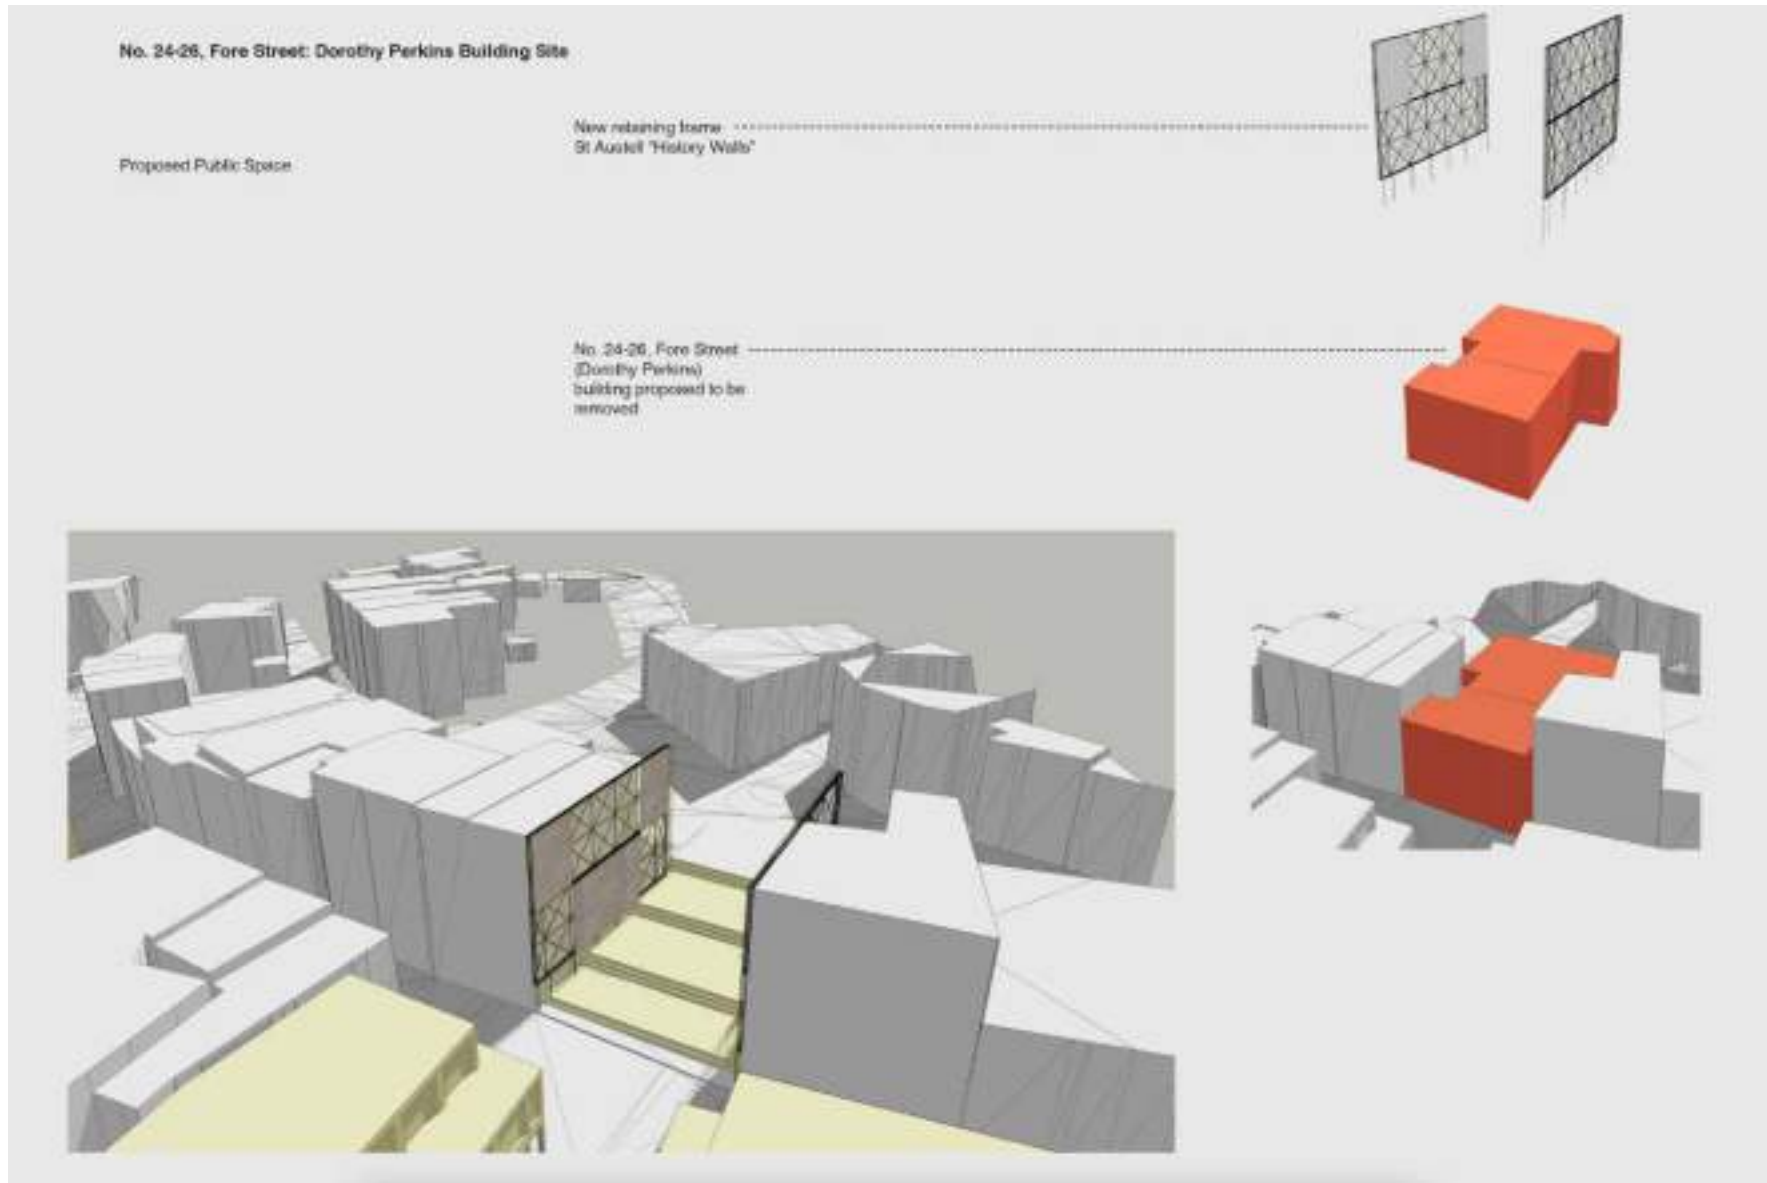 No. 24-26, Fore Street: Dorothy Perkins Building Site
New retaining frame
St Austell "History Walls"
Proposed Public Space
No. 24-26, Fore Street
(Dorothy Perkins)
building proposed to be
removed